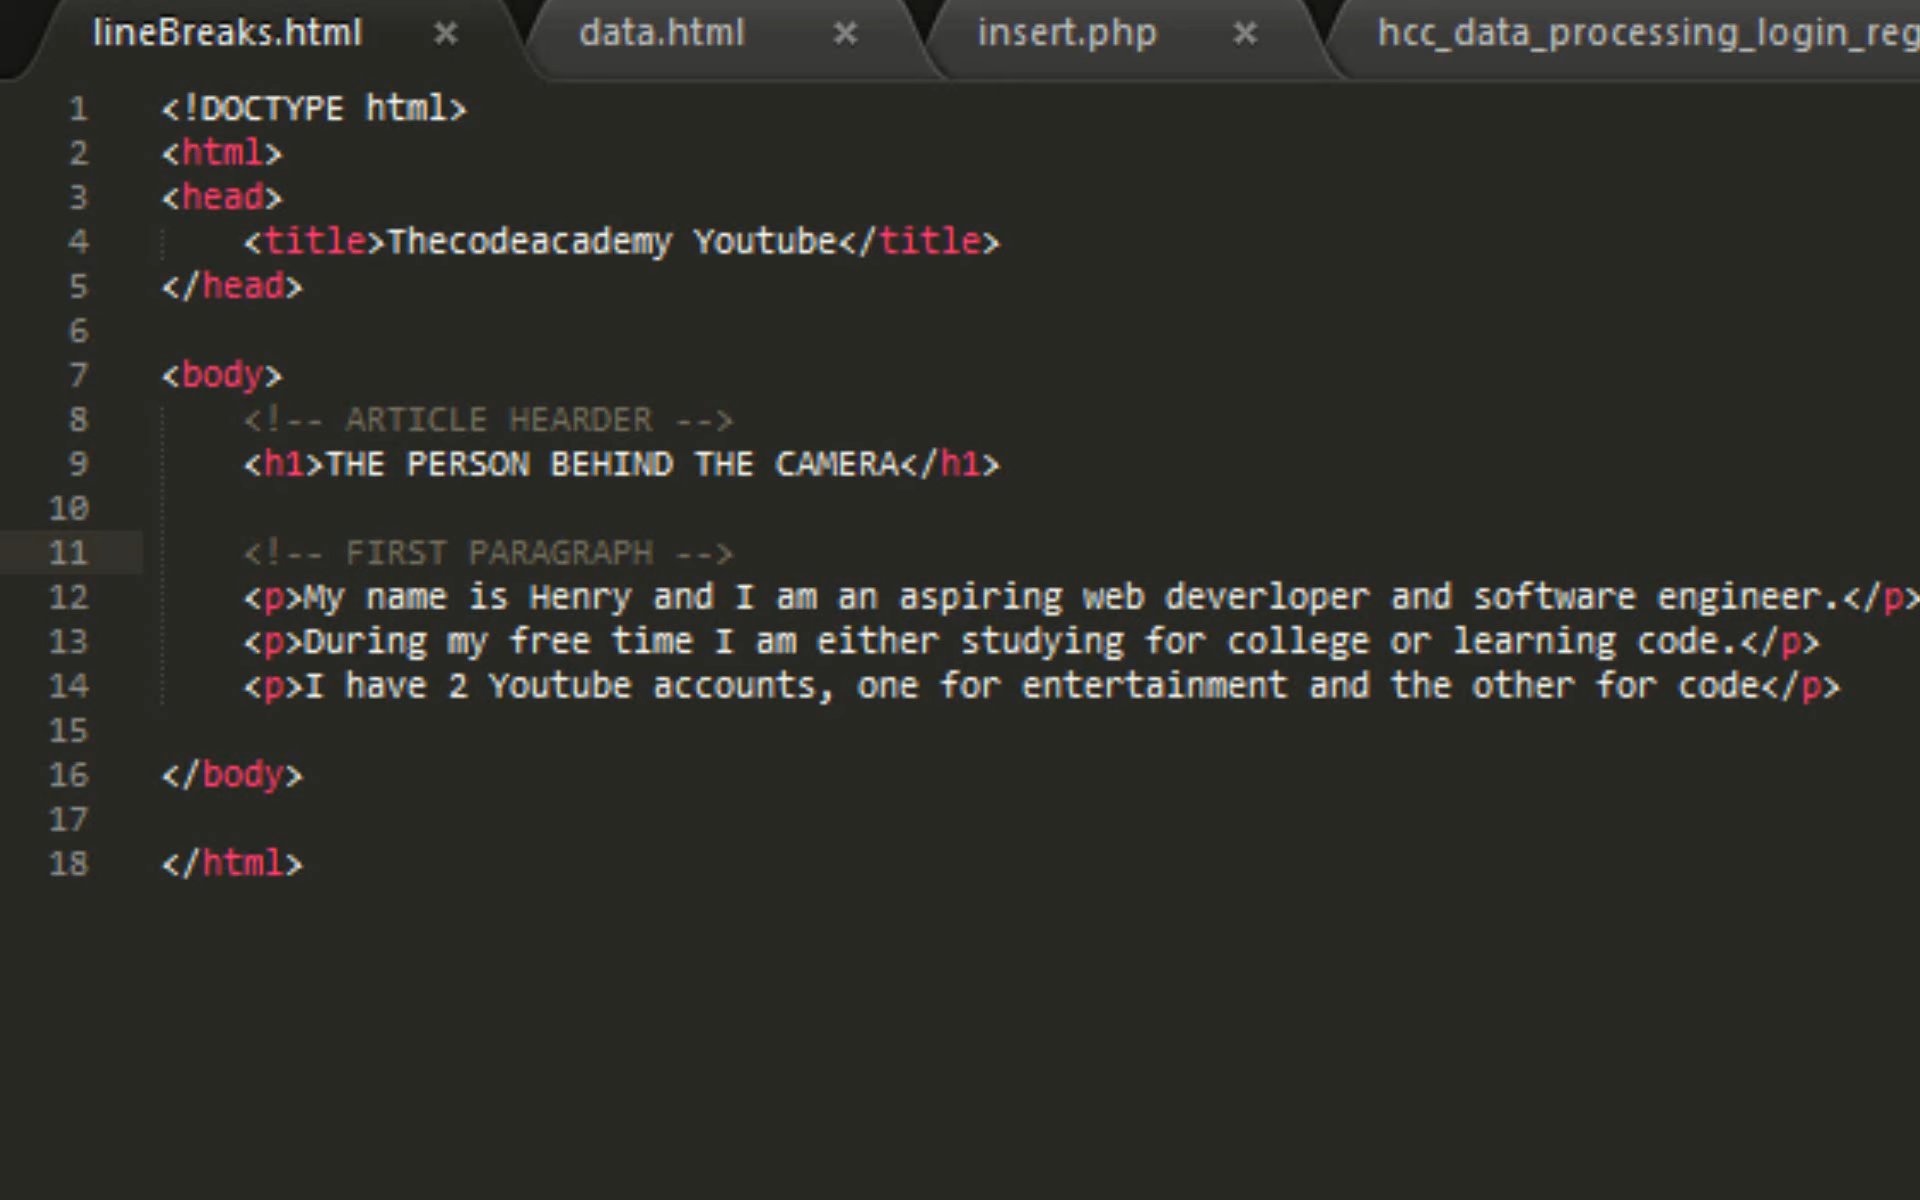 lineBreaks.html × data.html × insert.php × hcc_data_processing_login_reg
1 <!DOCTYPE html>
2 <html>
3 <head>
4 <title>Thecodeacademy Youtube</title>
5 </head>
6
7 <body>
8 <!-- ARTICLE HEARDER -->
9 <h1>THE PERSON BEHIND THE CAMERA</h1>
10
11 <!-- FIRST PARAGRAPH -->
12 <p>My name is Henry and I am an aspiring web deverloper and software engineer.</p>
13 <p>During my free time I am either studying for college or learning code.</p>
14 <p>I have 2 Youtube accounts, one for entertainment and the other for code</p>
15
16 </body>
17
18 </html>